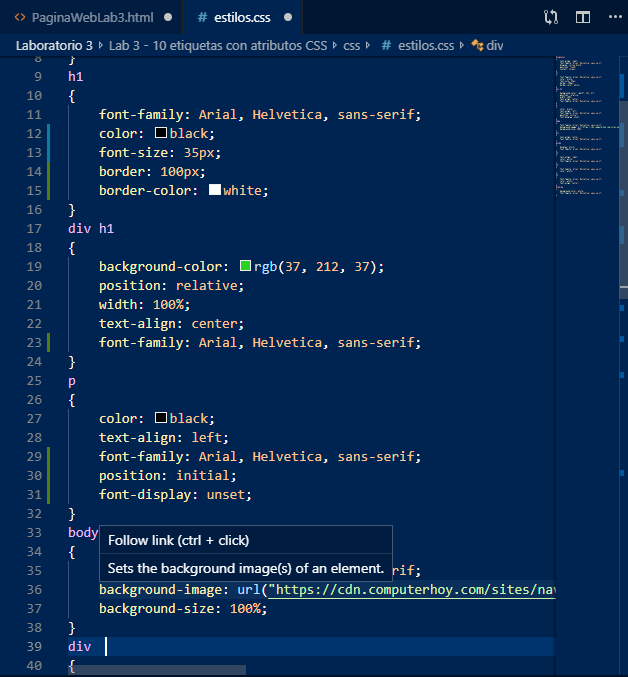 <> PaginaWebLab3.html ● # estilos.css ● ···
Laboratorio 3 > Lab 3 - 10 etiquetas con atributos CSS > css > # estilos.css > div
8 }
9 h1
10 {
11 font-family: Arial, Helvetica, sans-serif;
12 color: black;
13 font-size: 35px;
14 border: 100px;
15 border-color: white;
16 }
17 div h1
18 {
19 background-color: rgb(37, 212, 37);
20 position: relative;
21 width: 100%;
22 text-align: center;
23 font-family: Arial, Helvetica, sans-serif;
24 }
25 p
26 {
27 color: black;
28 text-align: left;
29 font-family: Arial, Helvetica, sans-serif;
30 position: initial;
31 font-display: unset;
32 }
33 body
Follow link (ctrl + click)
34 {
Sets the background image(s) of an element.
35 rif;
36 background-image: url("https://cdn.computerhoy.com/sites/nav
37 background-size: 100%;
38 }
39 div
40 {